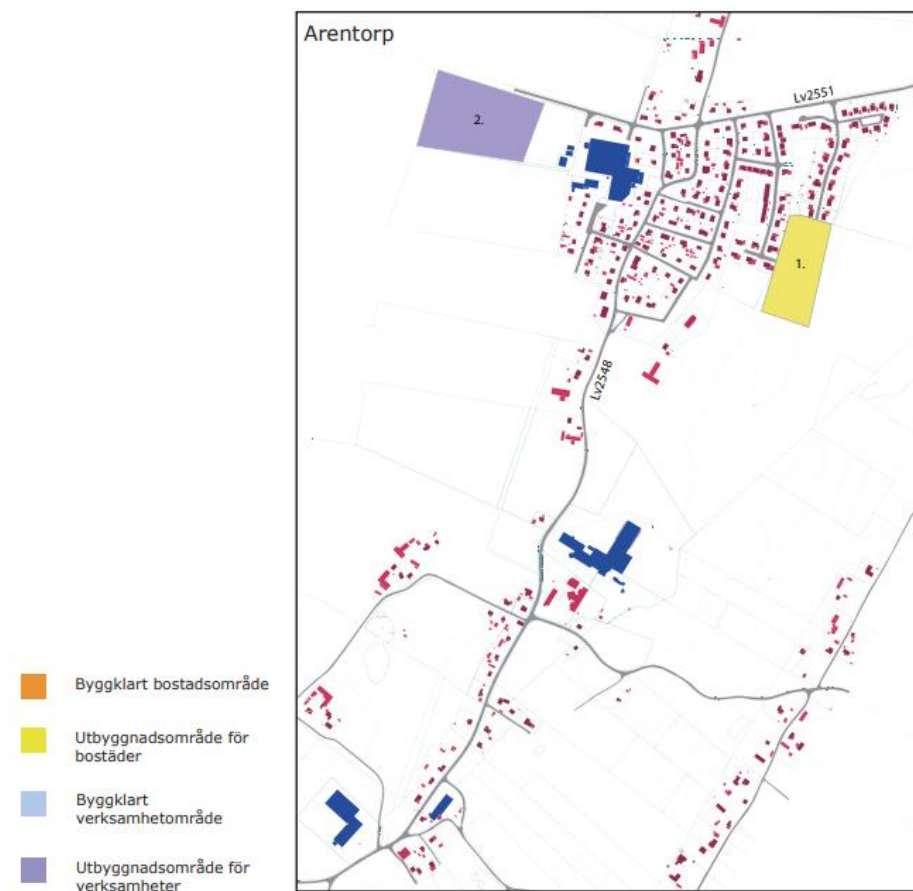 Arentorp
Lv2551
2.
1.
Lv2548
Byggklart bostadsområde
Utbyggnadsområde för
bostäder
Byggklart
verksamhetområde
Utbyggnadsområde för
verksamheter